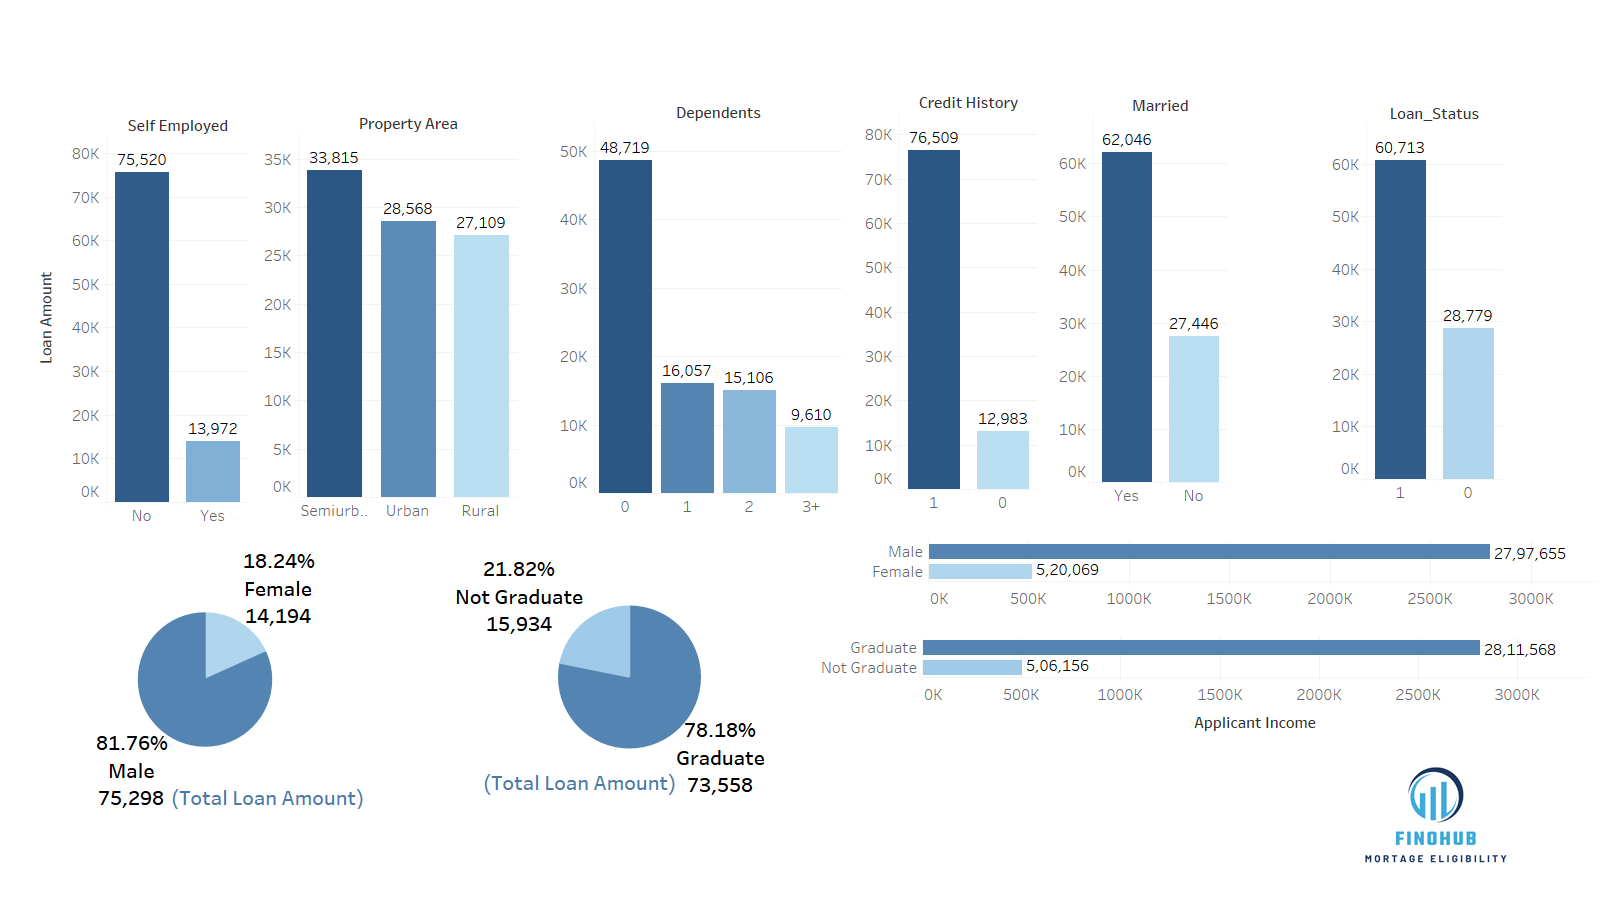 Self Employed
Loan Amount
80K
70K
60K
50K
40K
30K
20K
10K
0K
75,520
13,972
No Yes
Property Area
35K
30K
25K
20K
15K
10K
5K
0K
33,815
28,568
27,109
Semiurb.. Urban Rural
Dependents
50K
40K
30K
20K
10K
0K
48,719
16,057
15,106
9,610
0 1 2 3+
Credit History
80K
70K
60K
50K
40K
30K
20K
10K
0K
76,509
12,983
1 0
Married
60K
50K
40K
30K
20K
10K
0K
62,046
27,446
Yes No
Loan_Status
60K
50K
40K
30K
20K
10K
0K
60,713
28,779
1 0
18.24%
Female
14,194
81.76%
Male
75,298 (Total Loan Amount)
21.82%
Not Graduate
15,934
78.18%
Graduate
(Total Loan Amount) 73,558
Male 27,97,655
Female 5,20,069
0K 500K 1000K 1500K 2000K 2500K 3000K
Graduate 28,11,568
Not Graduate 5,06,156
0K 500K 1000K 1500K 2000K 2500K 3000K
Applicant Income
FINOHUB
MORTAGE ELIGIBILITY